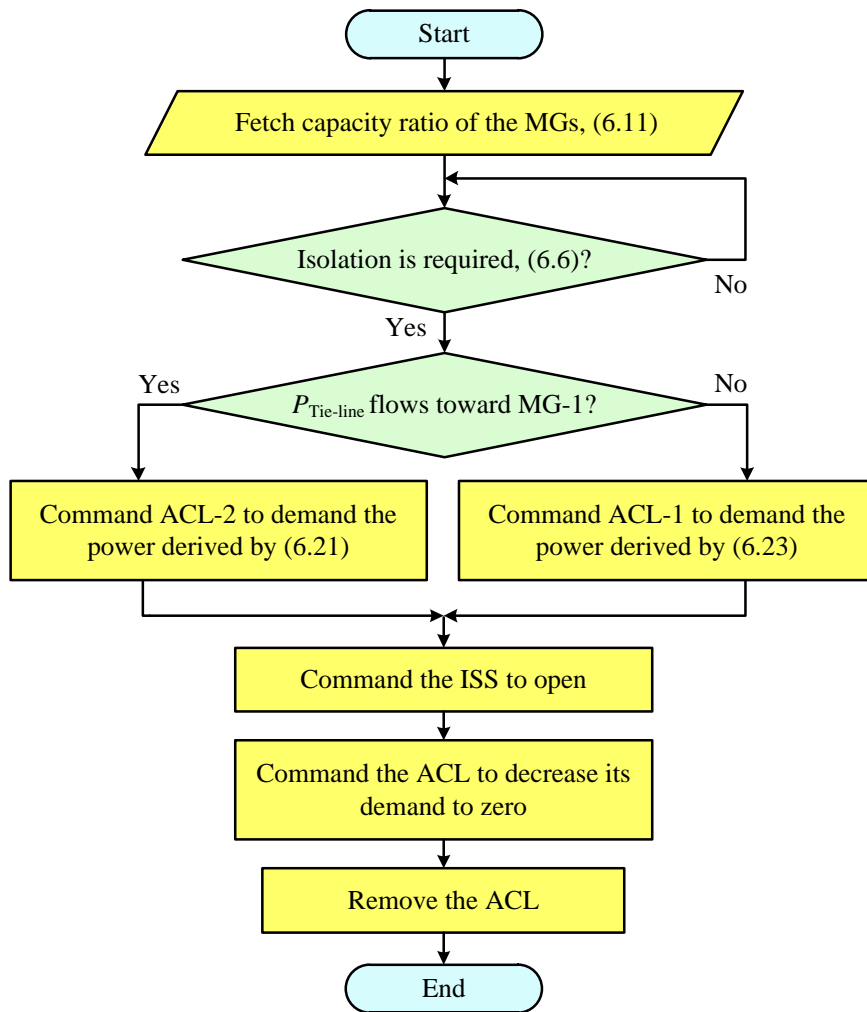 Start
Fetch capacity ratio of the MGs, (6.11)
Isolation is required, (6.6)?
No
Yes
Yes
No
P_Tie-line flows toward MG-1?
Command ACL-2 to demand the
power derived by (6.21)
Command ACL-1 to demand the
power derived by (6.23)
Command the ISS to open
Command the ACL to decrease its
demand to zero
Remove the ACL
End